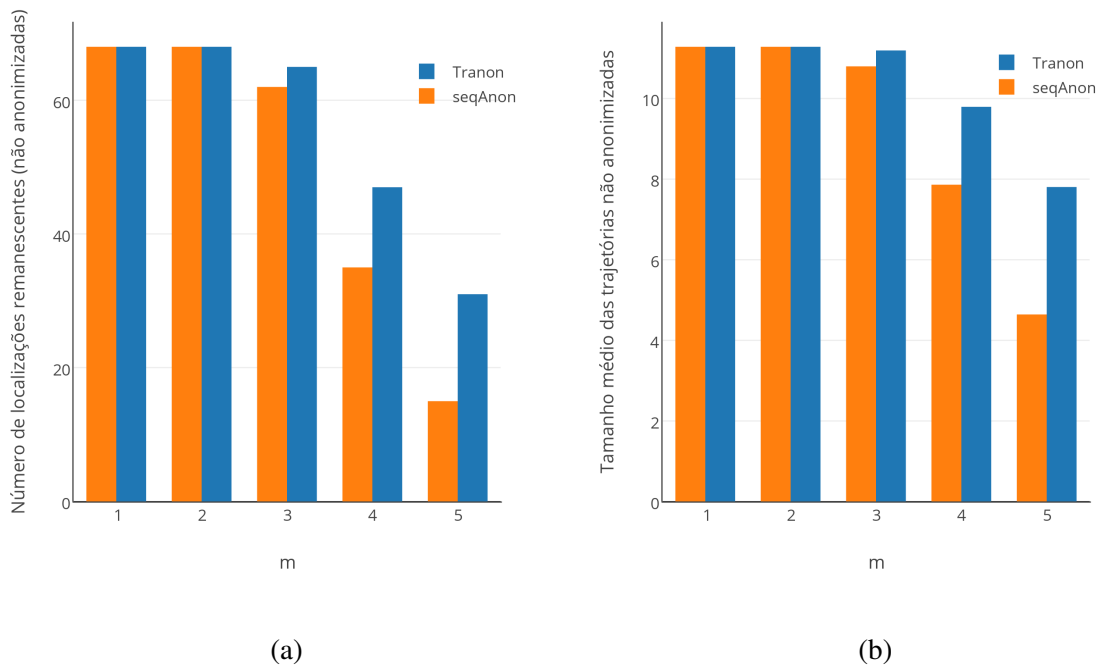 Número de localizações remanescentes (não anonimizadas)
60
40
20
0
1 2 3 4 5
m
Tranon
seqAnon
(a)
Tamanho médio das trajetórias não anonimizadas
10
8
6
4
2
0
1 2 3 4 5
m
Tranon
seqAnon
(b)